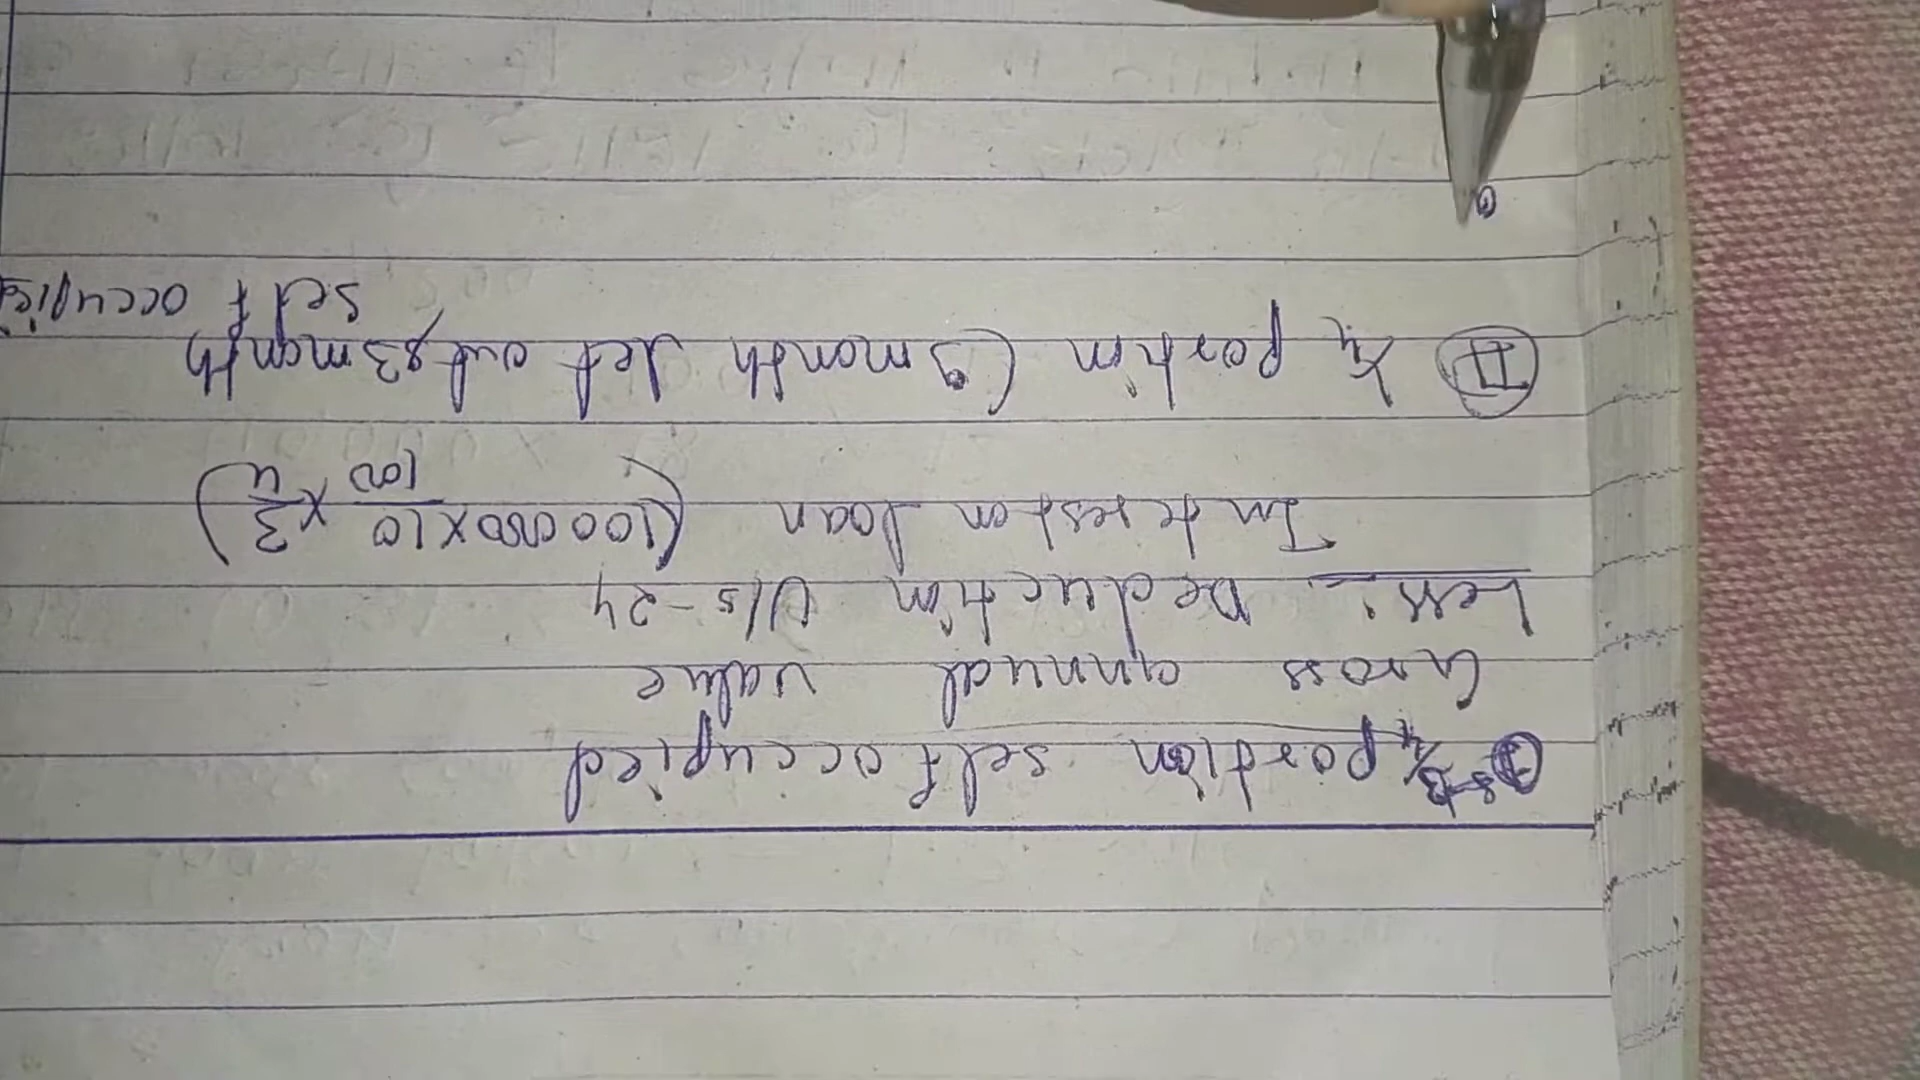 ① 3/4 portion self occupied
Gross annual value
Less: Deduction U/s-24
Interest on loan (100000×10/100 × 3/4)
Ⅱ 1/4 portion (9 month let out, & 3 month
self occupied